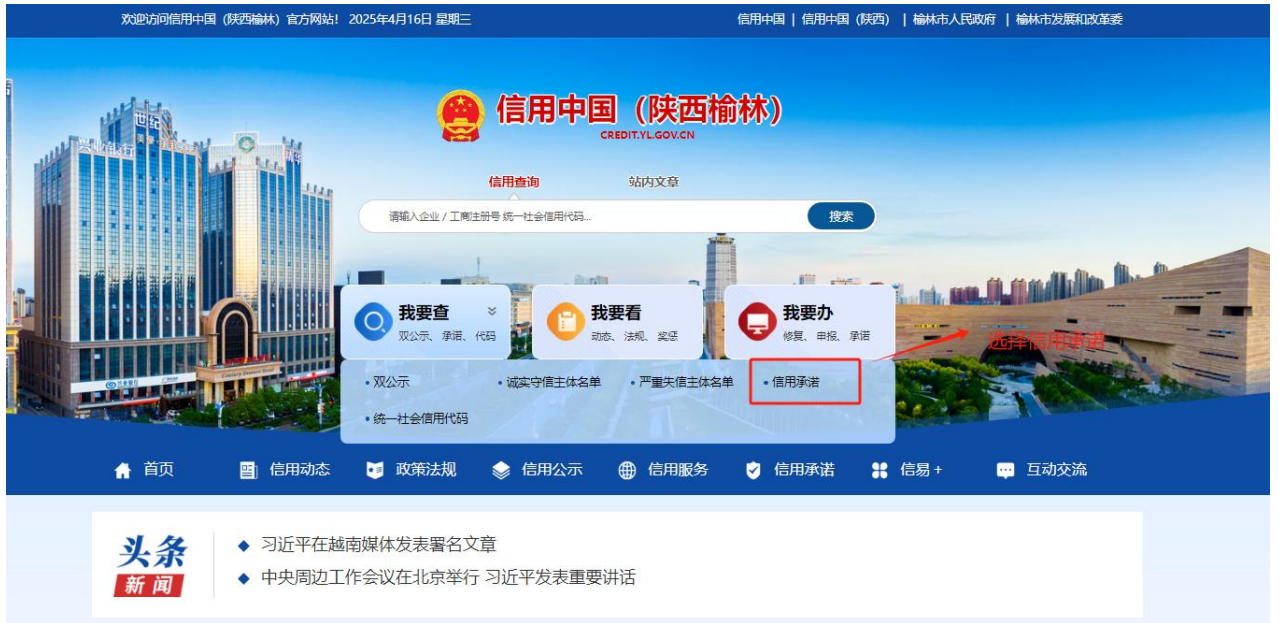 欢迎访问信用中国（陕西榆林）官方网站！ 2025年4月16日 星期三
信用中国 | 信用中国（陕西） | 榆林市人民政府 | 榆林市发展和改革委
世纪
兴业银行
信用中国（陕西榆林）
CREDIT.YL.GOV.CN
信用查询 站内文章
请输入企业 / 工商注册号 统一社会信用代码... 搜索
我要查 我要看 我要办
双公示、承诺、代码 动态、法规、奖惩 修复、申报、承诺
选择信用承诺
• 双公示 • 诚实守信主体名单 • 严重失信主体名单 • 信用承诺
• 统一社会信用代码
首页 信用动态 政策法规 信用公示 信用服务 信用承诺 信易+ 互动交流
头条
新闻
◆ 习近平在越南媒体发表署名文章
◆ 中央周边工作会议在北京举行 习近平发表重要讲话